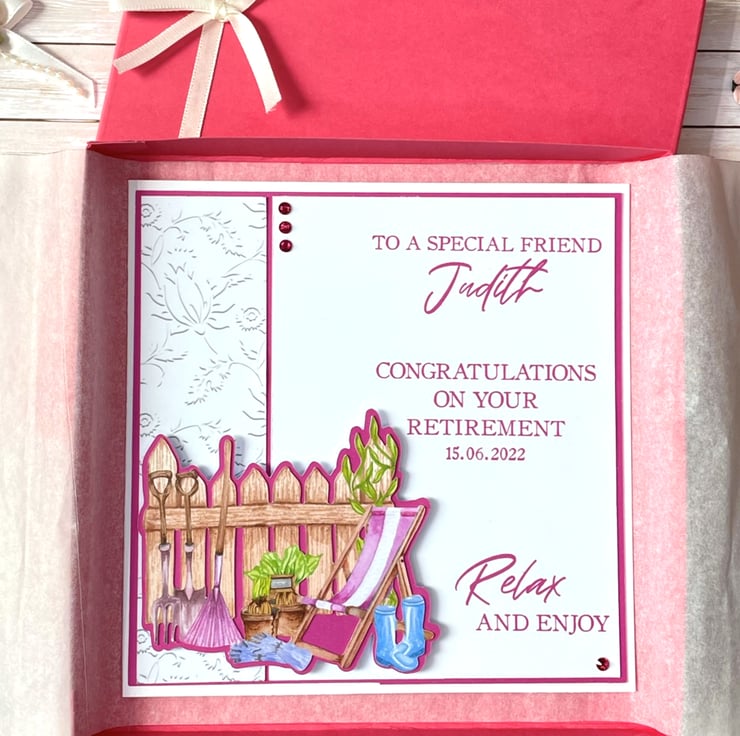 TO A SPECIAL FRIEND
Judith
CONGRATULATIONS
ON YOUR
RETIREMENT
15.06.2022
Relax
AND ENJOY